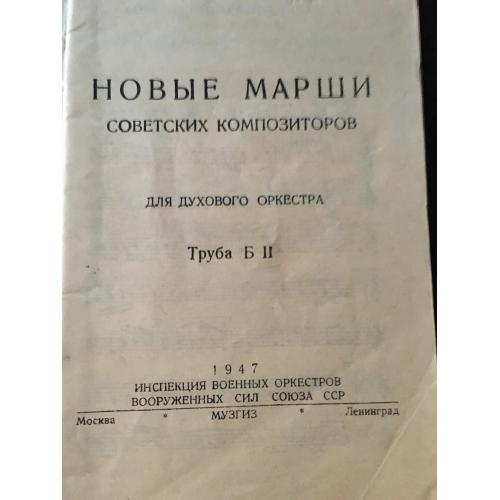 НОВЫЕ МАРШИ
СОВЕТСКИХ КОМПОЗИТОРОВ
ДЛЯ ДУХОВОГО ОРКЕСТРА
Труба Б II
1947
ИНСПЕКЦИЯ ВОЕННЫХ ОРКЕСТРОВ
ВООРУЖЕННЫХ СИЛ СОЮЗА ССР
Москва * МУЗГИЗ * Ленинград